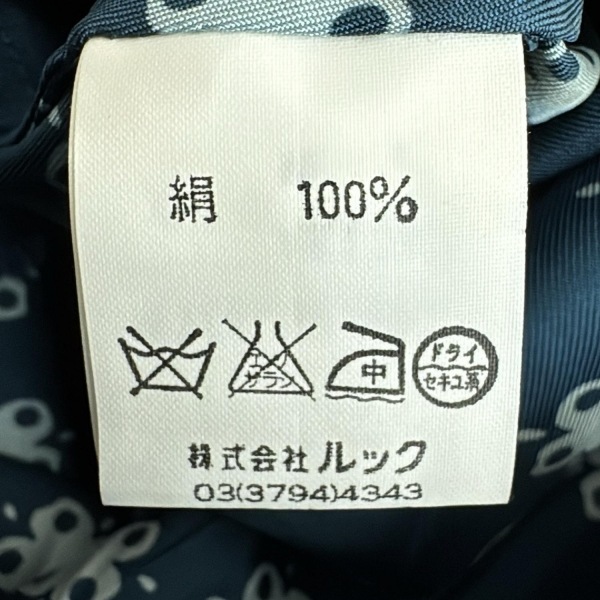 絹 100%
エンソ
サラシ
中
ドライ
セキユ系
株式会社 ルック
03(3794)4343